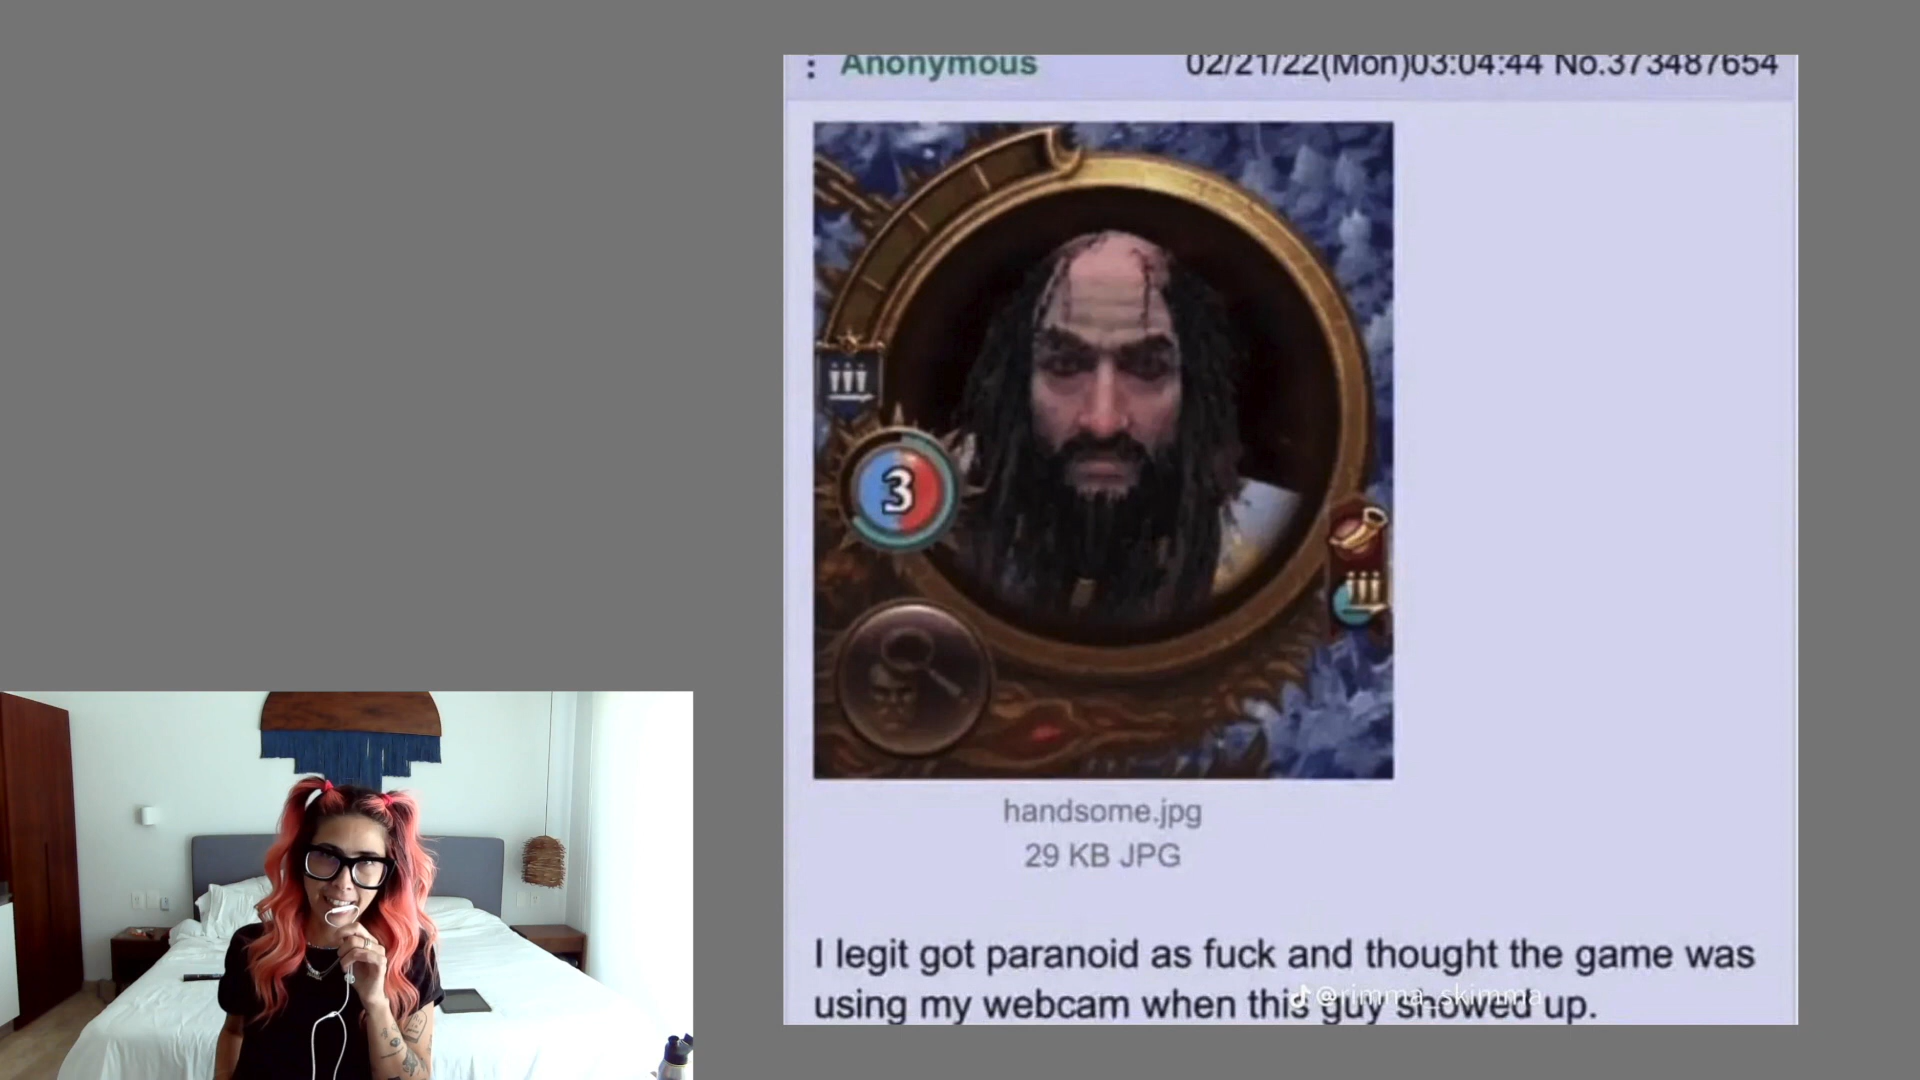 Anonymous 02/21/22(Mon)03:04:44 No.373487654
3
handsome.jpg
29 KB JPG
I legit got paranoid as fuck and thought the game was
using my webcam when this guy showed up.
@rimma_skimma